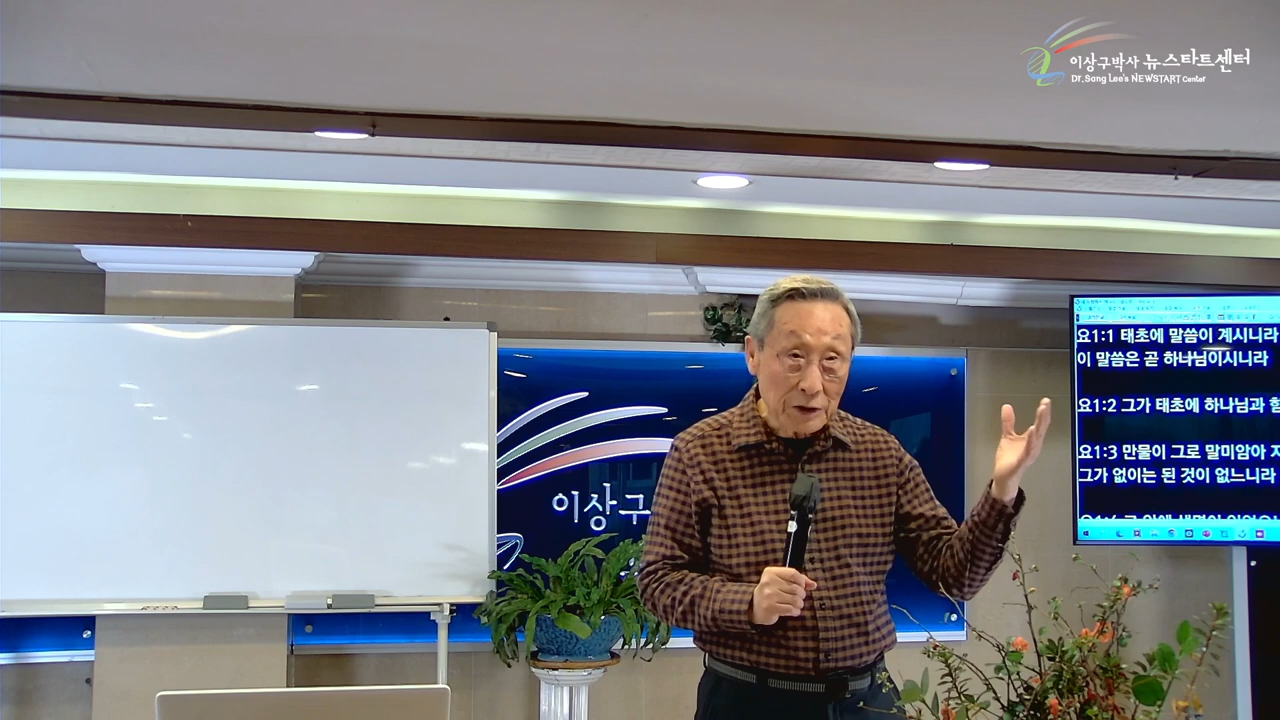 이상구박사 뉴스타트센터
Dr. Sang Lee's NEWSTART Center
이상구
요1:1 태초에 말씀이 계시니라
이 말씀은 곧 하나님이시니라
요1:2 그가 태초에 하나님과 함
요1:3 만물이 그로 말미암아 지
그가 없이는 된 것이 없느니라